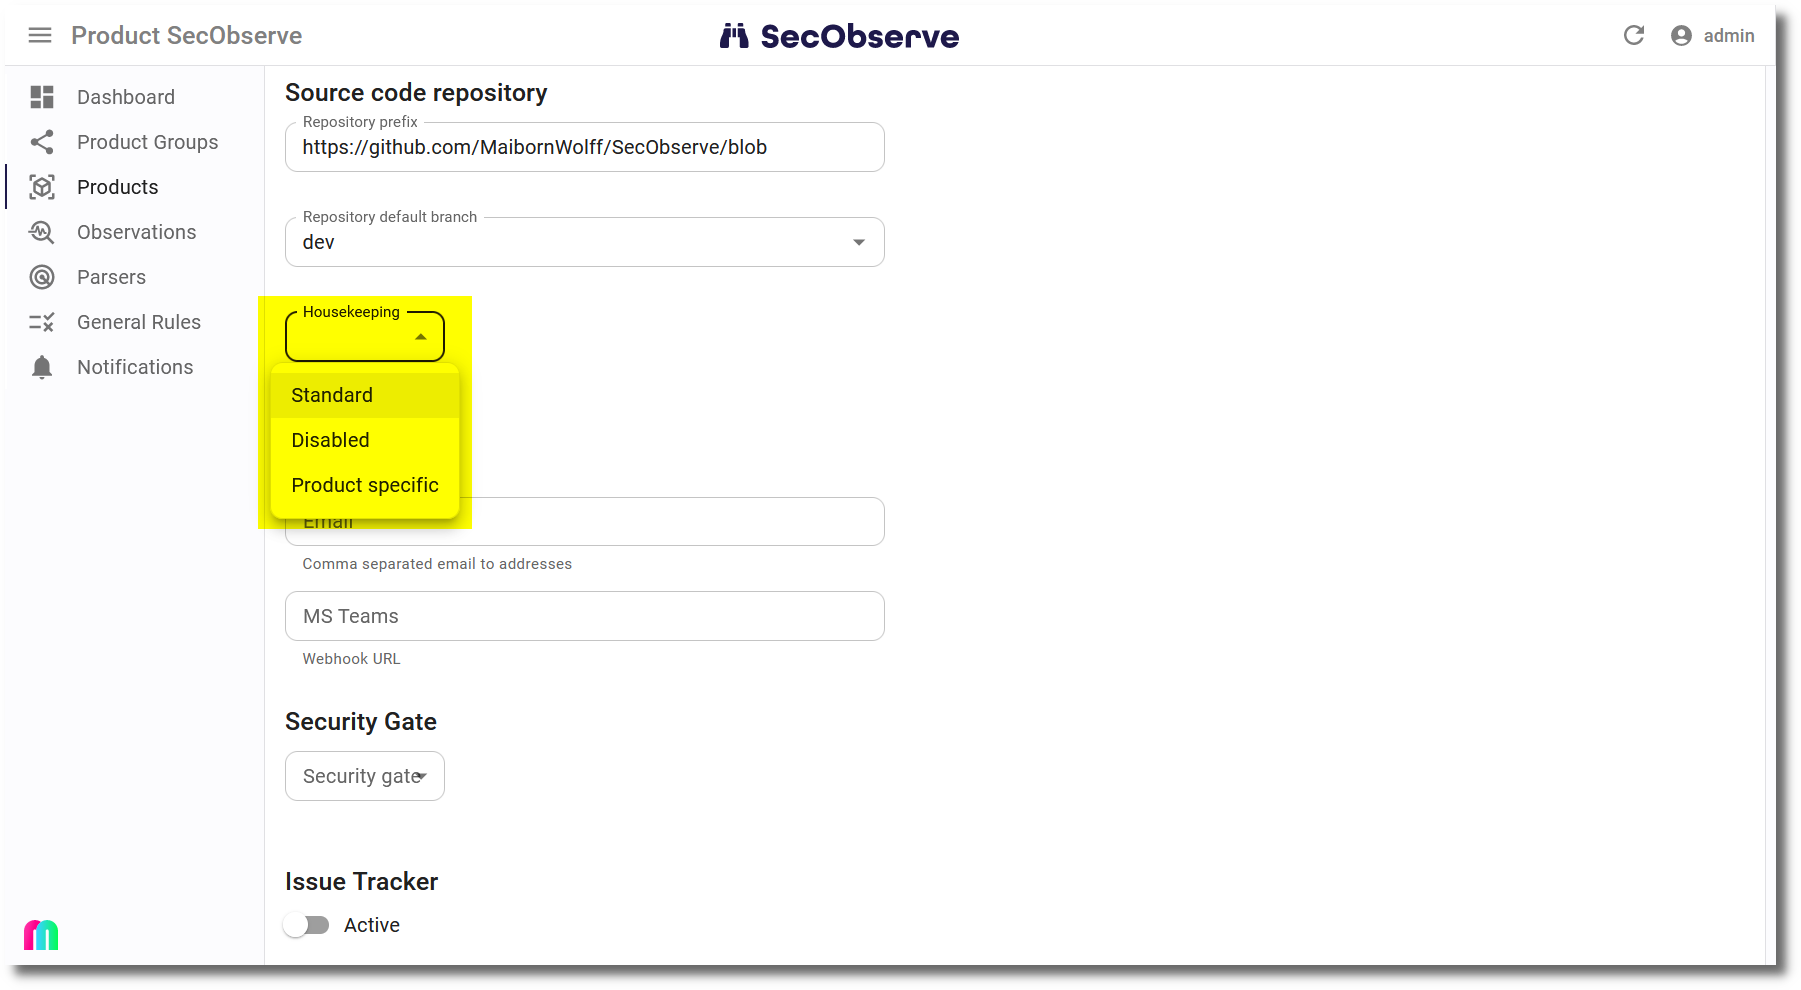 Product SecObserve
SecObserve
admin
Dashboard
Product Groups
Products
Observations
Parsers
General Rules
Notifications
Source code repository
Repository prefix
https://github.com/MaibornWolff/SecObserve/blob
Repository default branch
dev
Housekeeping
Standard
Disabled
Product specific
Email
Comma separated email to addresses
MS Teams
Webhook URL
Security Gate
Security gate
Issue Tracker
Active